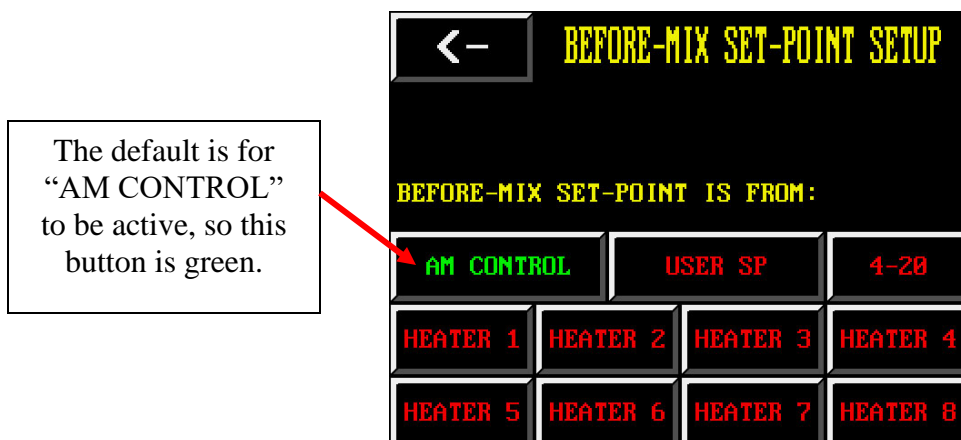 <- BEFORE-MIX SET-POINT SETUP
The default is for
“AM CONTROL”
to be active, so this
button is green.
BEFORE-MIX SET-POINT IS FROM:
AM CONTROL USER SP 4-20
HEATER 1 HEATER 2 HEATER 3 HEATER 4
HEATER 5 HEATER 6 HEATER 7 HEATER 8